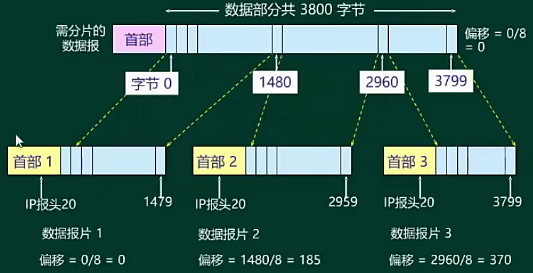 数据部分共 3800 字节
需分片的
数据报
首部
偏移 = 0/8
= 0
字节 0
1480
2960
3799
首部 1
首部 2
首部 3
IP报头20
1479
IP报头20
2959
IP报头20
3799
数据报片 1
数据报片 2
数据报片 3
偏移 = 0/8 = 0
偏移 = 1480/8 = 185
偏移 = 2960/8 = 370